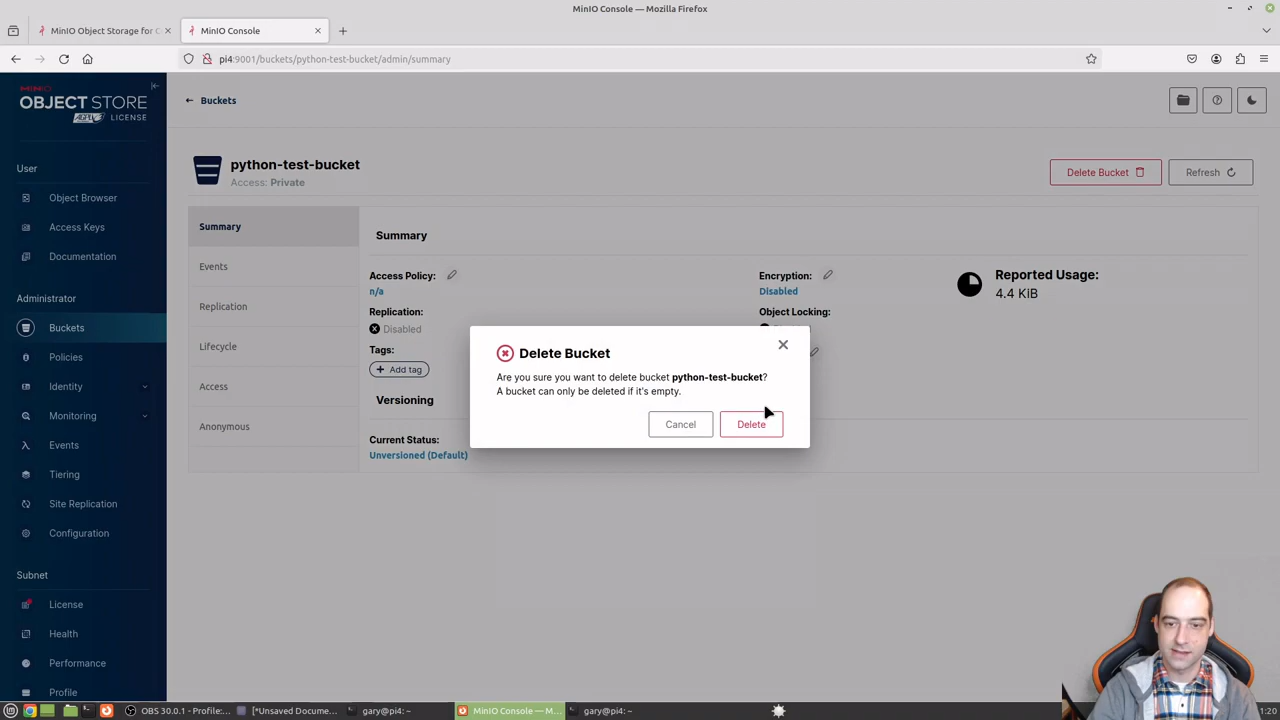 MinIO Console — Mozilla Firefox
MinIO Object Storage for C
MinIO Console
pi4:9001/buckets/python-test-bucket/admin/summary
MINIO
OBJECT STORE
AGPLv3 LICENSE
User
Object Browser
Access Keys
Documentation
Administrator
Buckets
Policies
Identity
Monitoring
Events
Tiering
Site Replication
Configuration
Subnet
License
Health
Performance
Profile
Buckets
python-test-bucket
Access: Private
Delete Bucket
Refresh
Summary
Events
Replication
Lifecycle
Access
Anonymous
Summary
Access Policy:
n/a
Encryption:
Disabled
Reported Usage:
4.4 KiB
Replication:
Disabled
Object Locking:
Tags:
Add tag
Versioning
Current Status:
Unversioned (Default)
Delete Bucket
Are you sure you want to delete bucket python-test-bucket?
A bucket can only be deleted if it's empty.
Cancel
Delete
OBS 30.0.1 - Profile:...
[*Unsaved Docume...
gary@pi4: ~
MinIO Console — M...
gary@pi4: ~
1:20